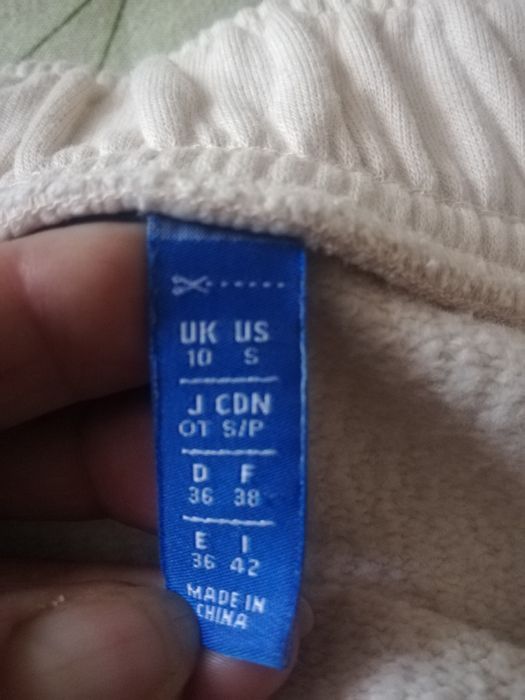 UK US
10 S
J CDN
OT S/P
D F
36 38
E I
36 42
MADE IN
CHINA